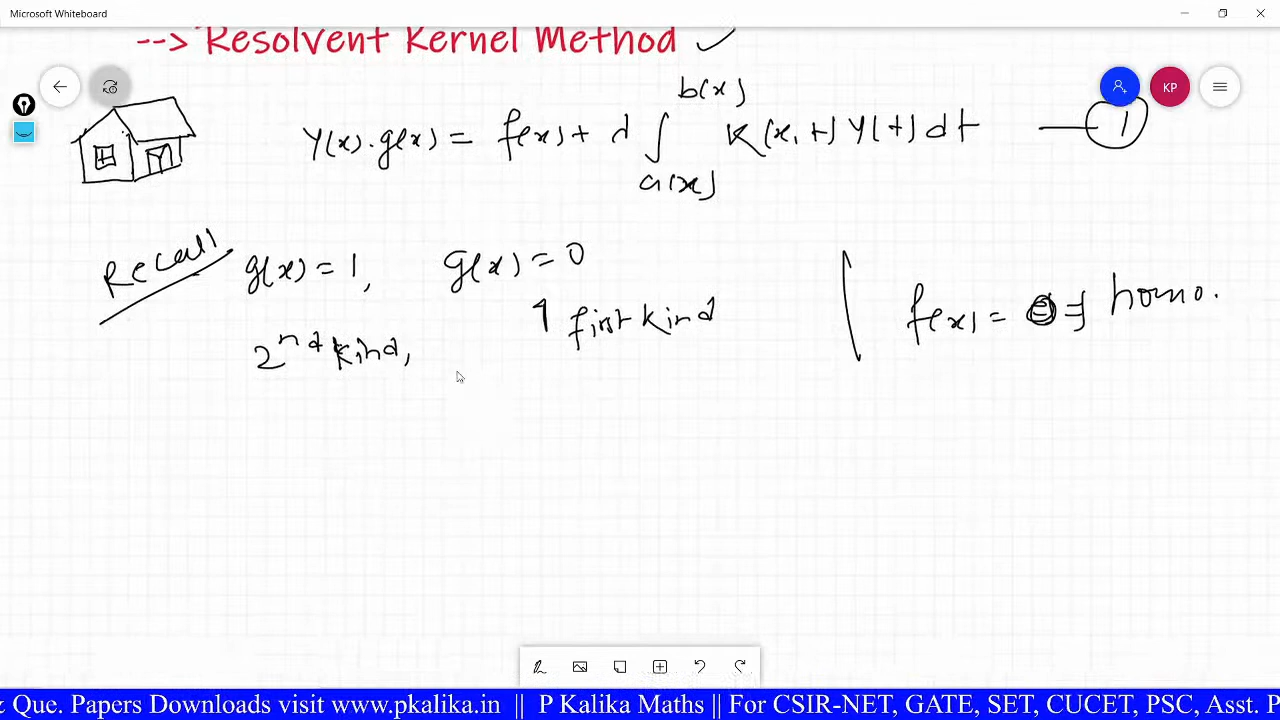 Microsoft Whiteboard
--> Resolvent Kernel Method ✓
KP
y(x).g(x) = f(x) + λ ∫_{a(x)}^{b(x)} K(x,t) y(t) dt — 1
Recall g(x) = 1, g(x) = 0
2nd kind, first kind
f(x) = 0 homo.
z Que. Papers Downloads visit www.pkalika.in || P Kalika Maths || For CSIR-NET, GATE, SET, CUCET, PSC, Asst. P